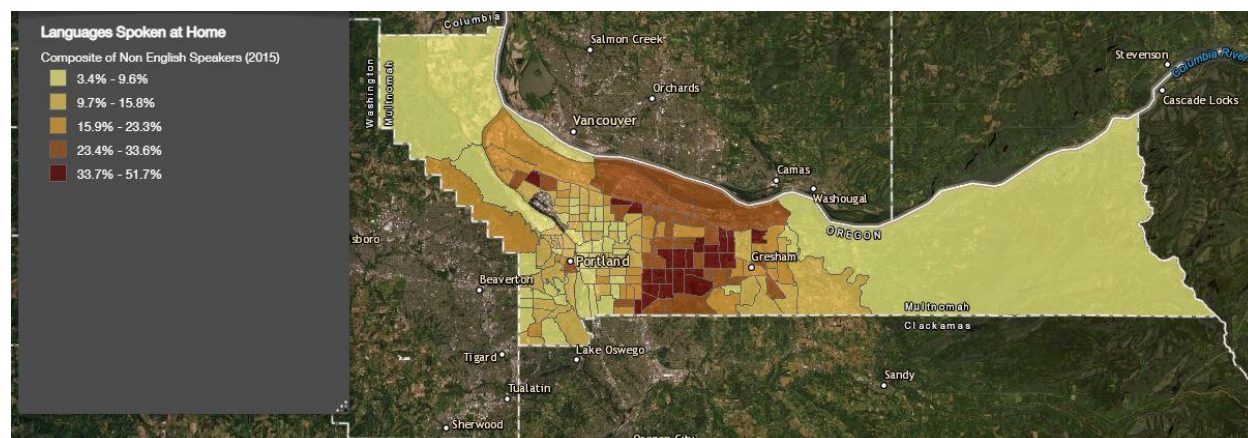 Languages Spoken at Home
Composite of Non English Speakers (2015)
3.4% - 9.6%
9.7% - 15.8%
15.9% - 23.3%
23.4% - 33.6%
33.7% - 51.7%
Columbia
Salmon Creek
Stevenson
Columbia River
Washington
Multnomah
Orchards
Cascade Locks
Vancouver
Camas
Washougal
OREGON
lsboro
Portland
Gresham
Beaverton
Multnomah
Clackamas
Lake Oswego
Tigard
Sandy
Tualatin
Sherwood